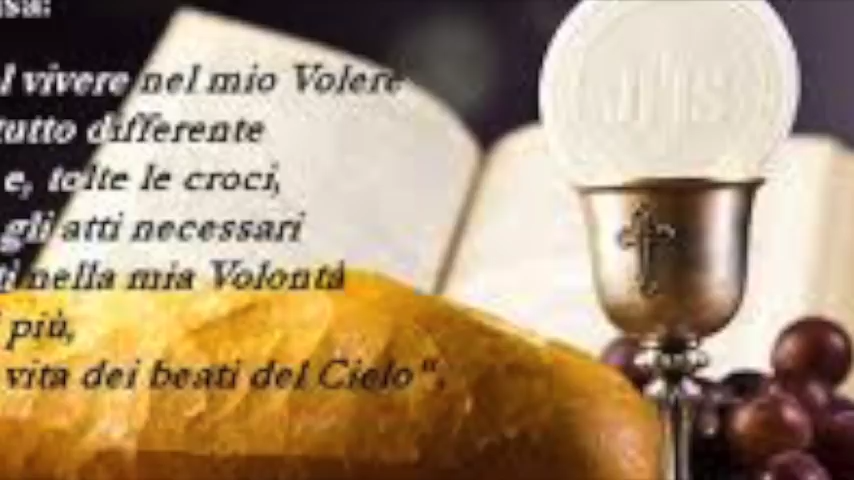 l vivere nel mio Volere
tutto differente
e, tolte le croci,
gli atti necessari
nella mia Volontà
più,
vita dei beati del Cielo“.